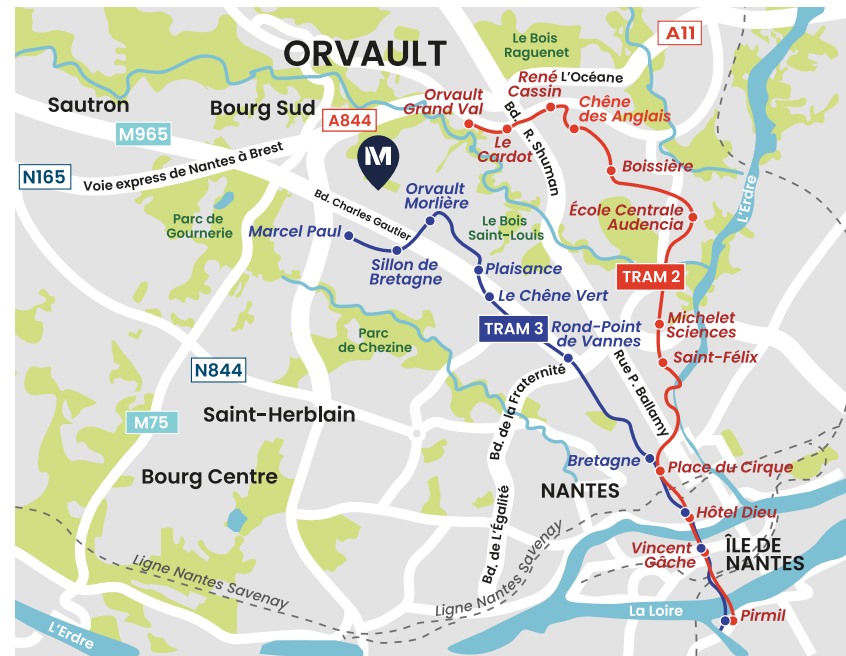 ORVAULT
Le Bois
Raguenet
A11
Sautron
Bourg Sud
M965
A844
Orvault
Grand Val
René
Cassin
L'Océane
Chêne
des Anglais
Le
Cardot
Bd. R. Shuman
Boissière
N165
Voie express de Nantes à Brest
M
Bd. Charles Gautier
Orvault
Morlière
L'Erdre
École Centrale
Audencia
Parc de
Gournerie
Marcel Paul
Le Bois
Saint-Louis
Sillon de
Bretagne
Plaisance
TRAM 2
Le Chêne Vert
TRAM 3
Rond-Point
de Vannes
Michelet
Sciences
Parc
de Chezine
Saint-Félix
N844
Rue P. Ballamy
Bd. de la Fraternité
Saint-Herblain
M75
Bretagne
Place du Cirque
Bourg Centre
NANTES
Bd. de L'Égalité
Hôtel Dieu
Vincent
Gâche
ÎLE DE
NANTES
Ligne Nantes Savenay
Ligne Nantes Savenay
La Loire
Pirmil
L'Erdre